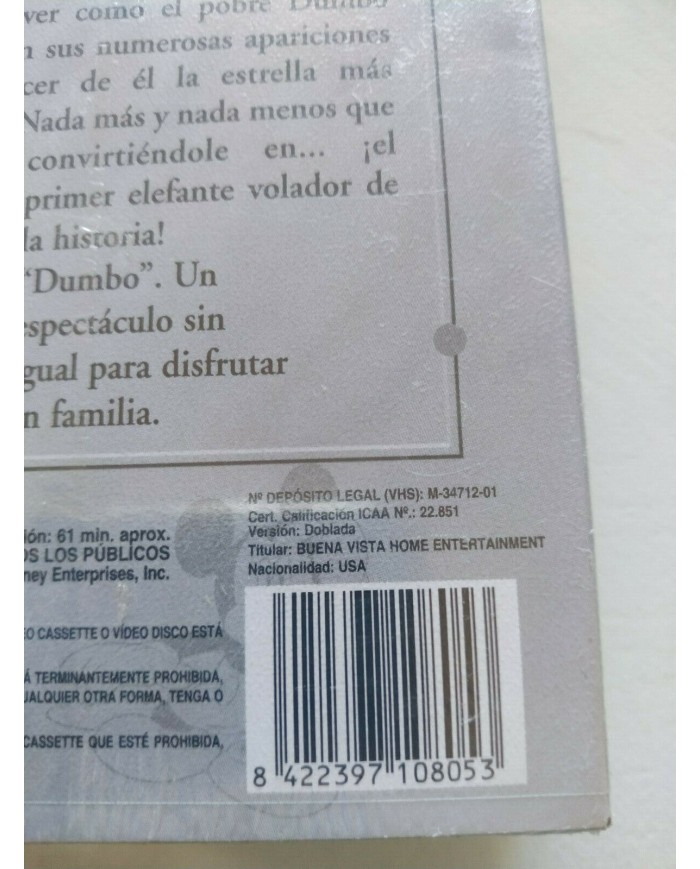 ver como el pobre Dumbo
n sus numerosas apariciones
cer de él la estrella más
Nada más y nada menos que
convirtiéndole en... ¡el
primer elefante volador de
la historia!
“Dumbo”. Un
espectáculo sin
gual para disfrutar
n familia.
Nº DEPÓSITO LEGAL (VHS): M-34712-01
Cert. Calificación ICAA Nº.: 22.851
Versión: Doblada
Titular: BUENA VISTA HOME ENTERTAINMENT
Nacionalidad: USA
ión: 61 min. aprox.
OS LOS PÚBLICOS
ney Enterprises, Inc.
EO CASSETTE O VÍDEO DISCO ESTÁ
Á TERMINANTEMENTE PROHIBIDA,
UALQUIER OTRA FORMA, TENGA O
CASSETTE QUE ESTÉ PROHIBIDA,
8 422397 108053